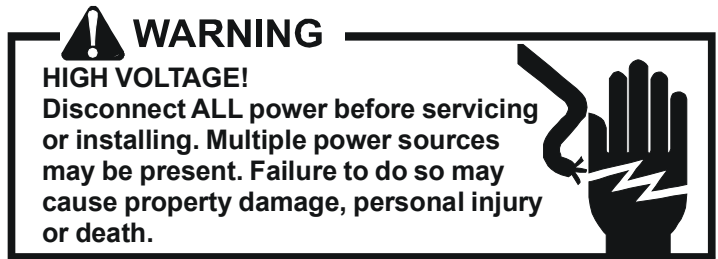 WARNING
HIGH VOLTAGE!
Disconnect ALL power before servicing
or installing. Multiple power sources
may be present. Failure to do so may
cause property damage, personal injury
or death.